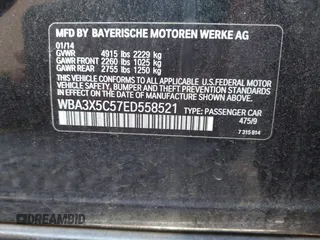 MFD BY BAYERISCHE MOTOREN WERKE AG
01/14
GVWR 4915 lbs 2229 kg
GAWR FRONT 2260 lbs 1025 kg
GAWR REAR 2755 lbs 1250 kg
THIS VEHICLE CONFORMS TO ALL APPLICABLE
U.S. FEDERAL MOTOR VEHICLE SAFETY, BUMPER
AND THEFT PREVENTION STANDARDS IN EFFECT ON
THE DATE OF MANUFACTURE SHOWN ABOVE.
WBA3X5C57ED558521 TYPE: PASSENGER CAR
475/9
7 215 814
DREAMBID